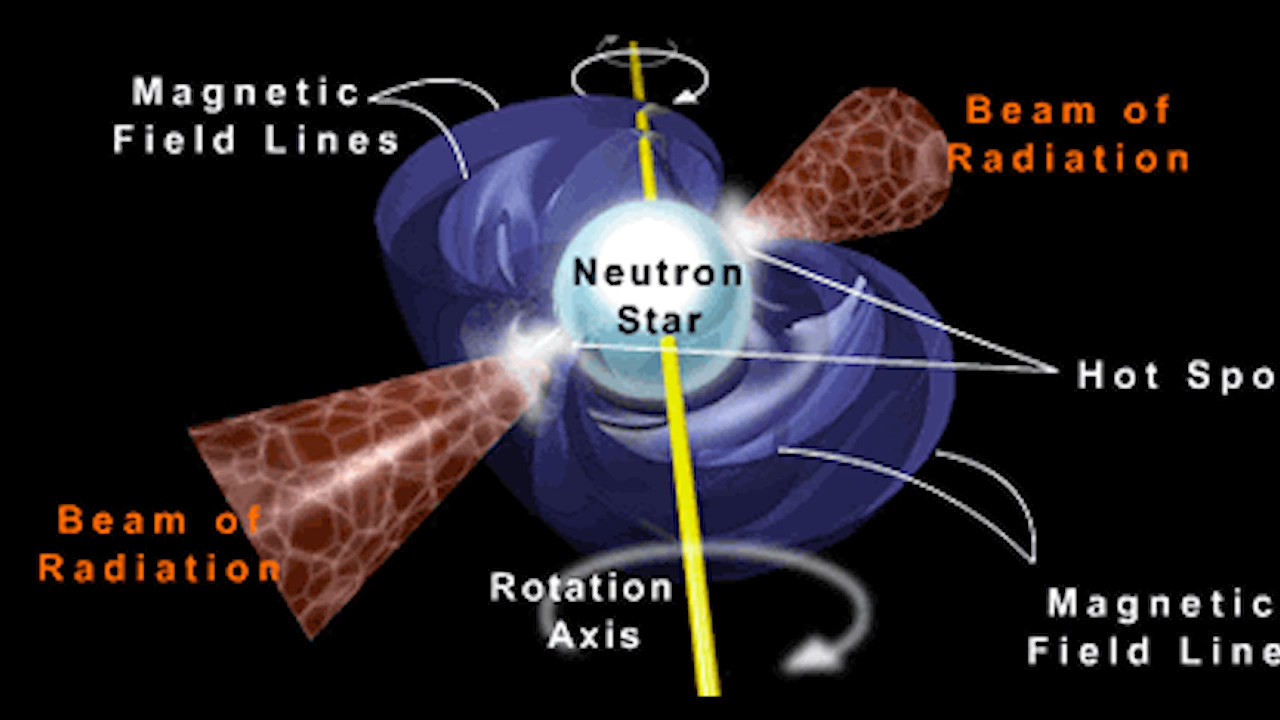 Magnetic
Field Lines
Beam of
Radiation
Neutron
Star
Hot Spo
Beam of
Radiation
Rotation
Axis
Magnetic
Field Line